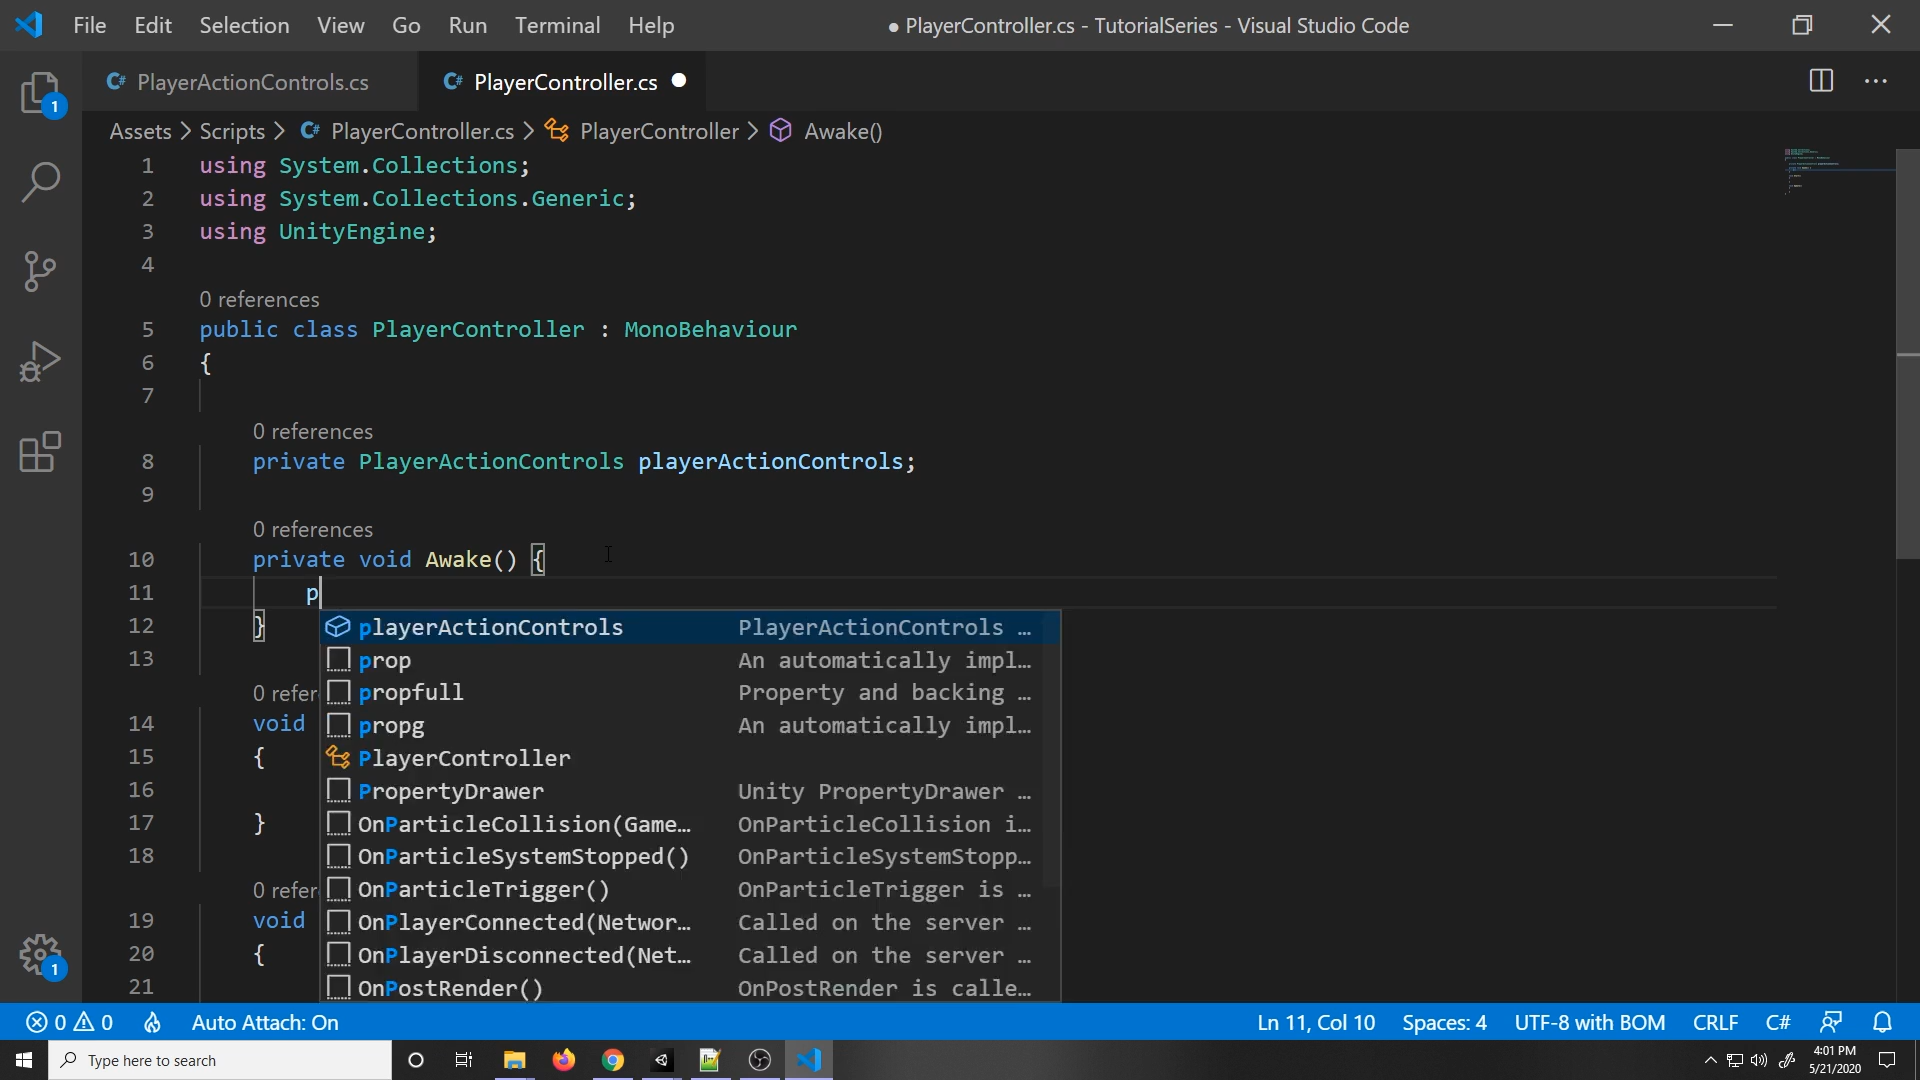 File Edit Selection View Go Run Terminal Help ● PlayerController.cs - TutorialSeries - Visual Studio Code
C# PlayerActionControls.cs C# PlayerController.cs
1
Assets > Scripts > C# PlayerController.cs > PlayerController > Awake()
1 using System.Collections;
2 using System.Collections.Generic;
3 using UnityEngine;
4
0 references
5 public class PlayerController : MonoBehaviour
6 {
7
0 references
8 private PlayerActionControls playerActionControls;
9
0 references
10 private void Awake() {
11 p
12 } playerActionControls PlayerActionControls …
13 prop An automatically impl…
0 refer propfull Property and backing …
14 void propg An automatically impl…
15 { PlayerController
16 PropertyDrawer Unity PropertyDrawer …
17 } OnParticleCollision(Game… OnParticleCollision i…
18 OnParticleSystemStopped() OnParticleSystemStopp…
0 refer OnParticleTrigger() OnParticleTrigger is …
19 void OnPlayerConnected(Networ… Called on the server …
20 { OnPlayerDisconnected(Net… Called on the server …
21 OnPostRender() OnPostRender is calle…
1
0 0 Auto Attach: On Ln 11, Col 10 Spaces: 4 UTF-8 with BOM CRLF C#
Type here to search 4:01 PM
5/21/2020